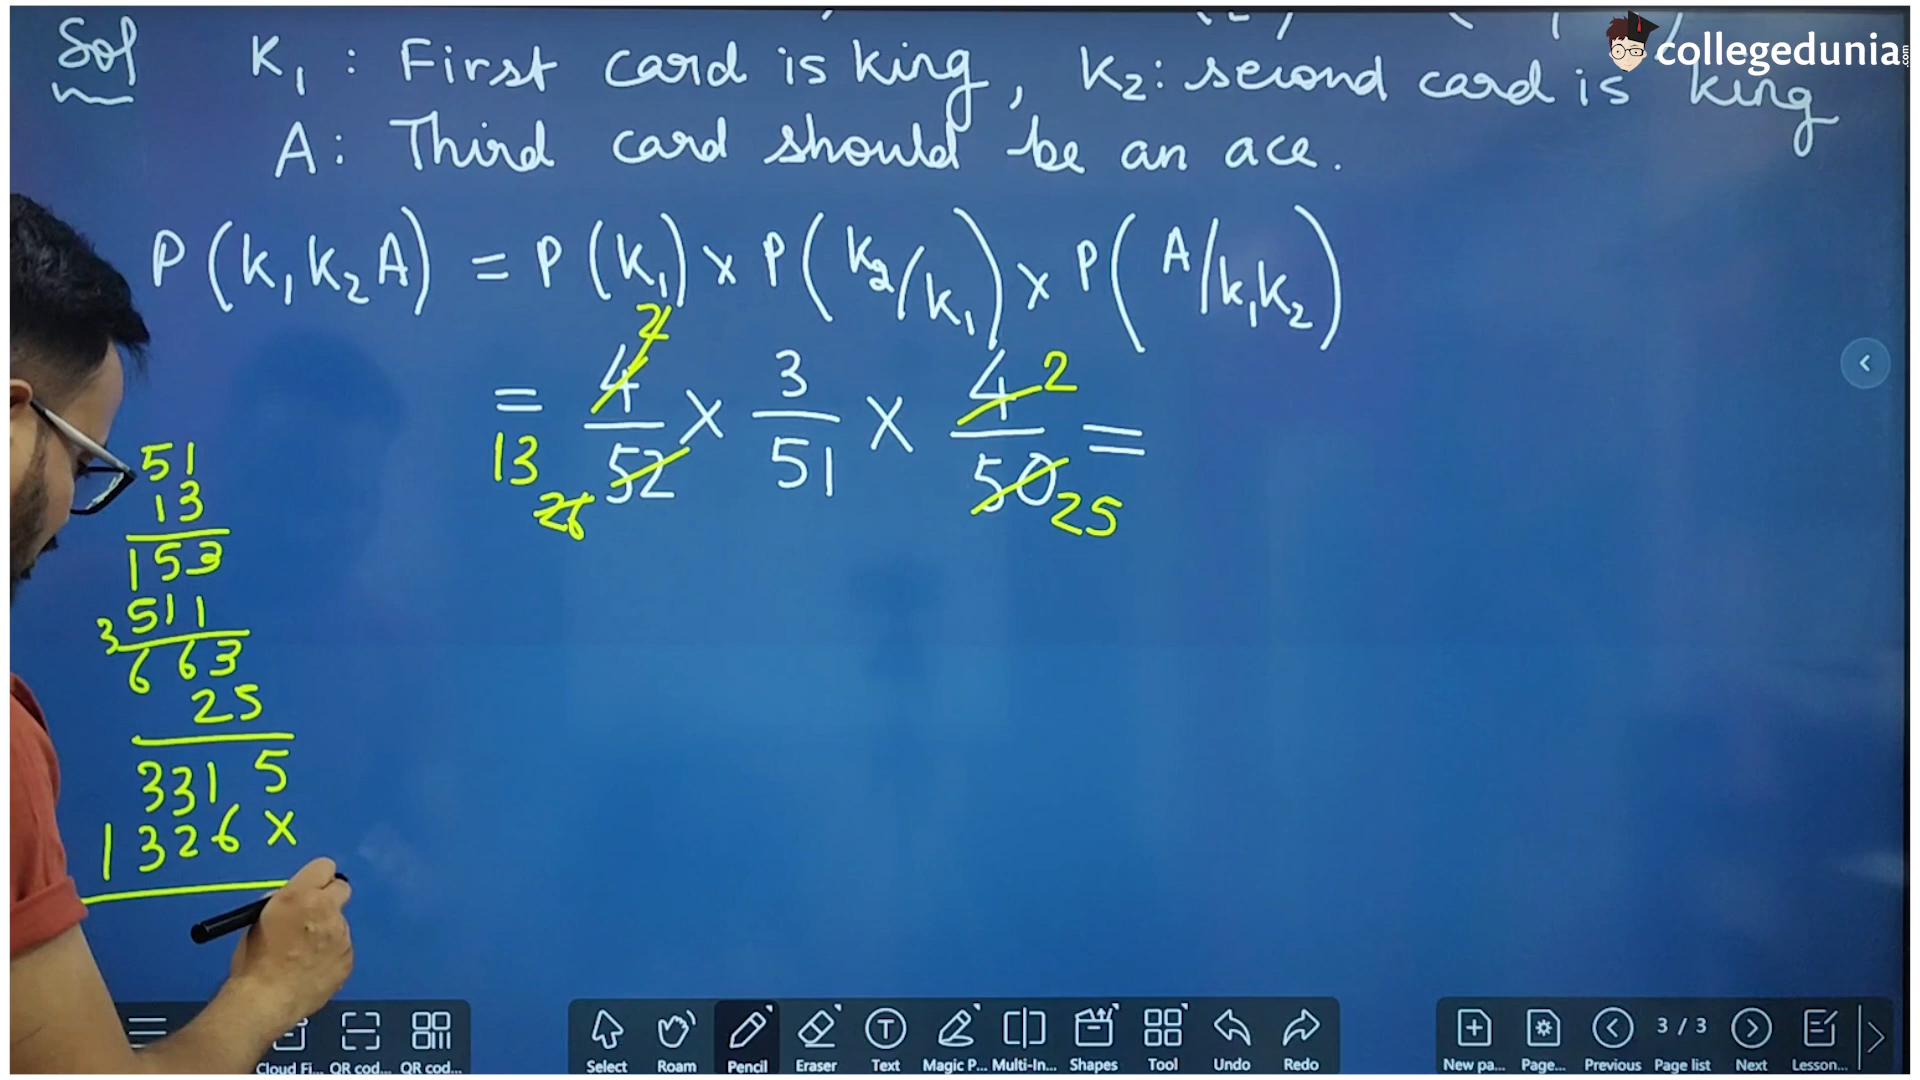 collegedunia
.com
Sol K₁ : First card is king, K₂: second card is king
A: Third card should be an ace.
P(K₁K₂A) = P(K₁) × P(K₂/K₁) × P(A/K₁K₂)
= 4/52 × 3/51 × 4/50 =
2
2
13
26
25
51
13
153
3 511
663
25
3315
1326×
Cloud Fi... QR cod... QR cod... Select Roam Pencil Eraser Text Magic P... Multi-In... Shapes Tool Undo Redo New pa... Page... Previous 3 / 3 Page list Next Lesson...